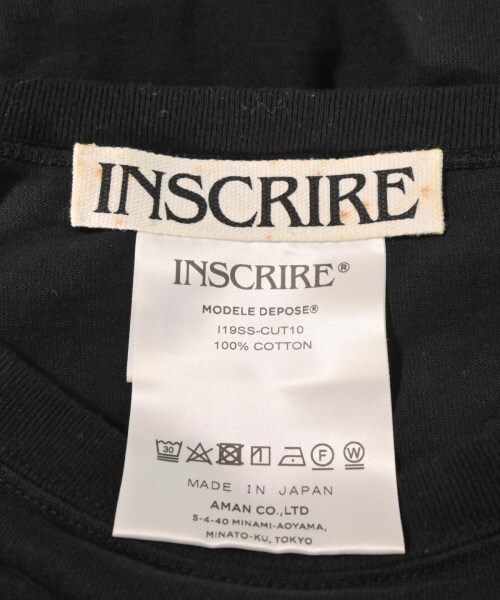 INSCRIRE
INSCRIRE®
MODELE DEPOSE®
I19SS-CUT10
100% COTTON
30 F W
MADE IN JAPAN
AMAN CO.,LTD
5-4-40 MINAMI-AOYAMA,
MINATO-KU, TOKYO